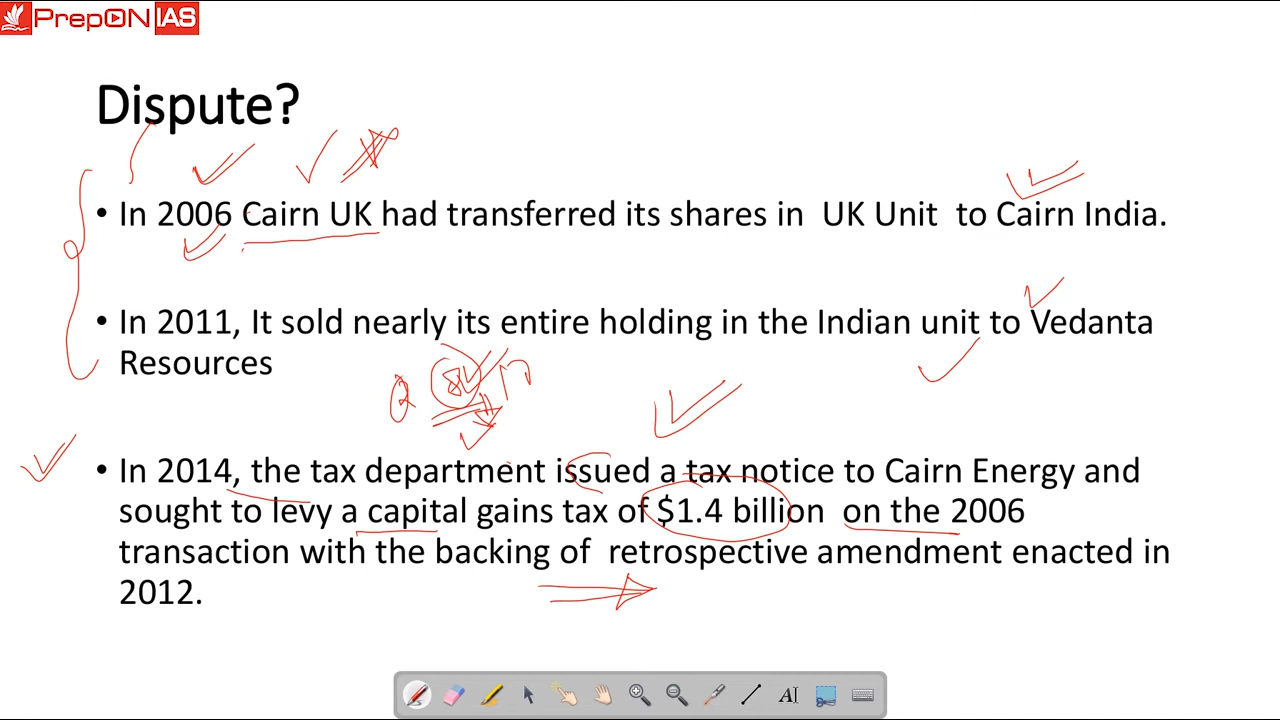 PrepON IAS
Dispute?
• In 2006 Cairn UK had transferred its shares in UK Unit to Cairn India.
• In 2011, It sold nearly its entire holding in the Indian unit to Vedanta
Resources
• In 2014, the tax department issued a tax notice to Cairn Energy and
sought to levy a capital gains tax of $1.4 billion on the 2006
transaction with the backing of retrospective amendment enacted in
2012.